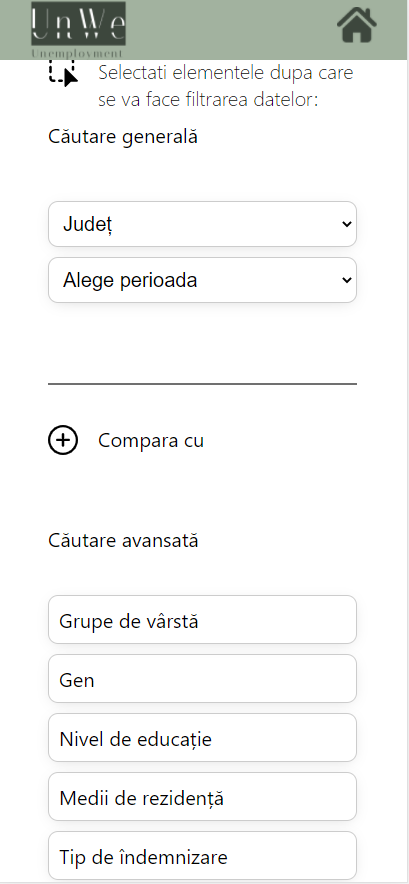 UnWe
Unemployment
Selectati elementele dupa care
se va face filtrarea datelor:
Căutare generală
Județ
Alege perioada
Compara cu
Căutare avansată
Grupe de vârstă
Gen
Nivel de educație
Medii de rezidență
Tip de îndemnizare